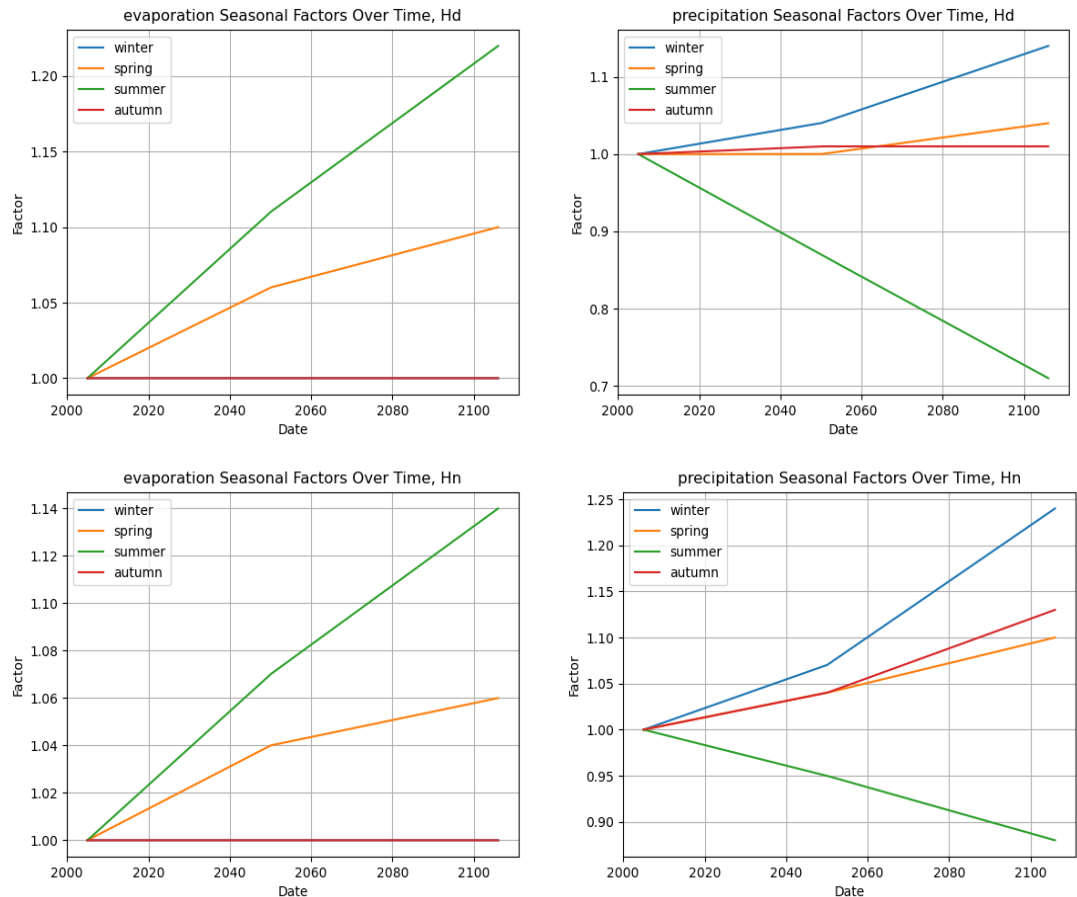 evaporation Seasonal Factors Over Time, Hd
winter
spring
summer
autumn
1.20
1.15
1.10
1.05
1.00
Factor
2000 2020 2040 2060 2080 2100
Date
precipitation Seasonal Factors Over Time, Hd
winter
spring
summer
autumn
1.1
1.0
0.9
0.8
0.7
Factor
2000 2020 2040 2060 2080 2100
Date
evaporation Seasonal Factors Over Time, Hn
winter
spring
summer
autumn
1.14
1.12
1.10
1.08
1.06
1.04
1.02
1.00
Factor
2000 2020 2040 2060 2080 2100
Date
precipitation Seasonal Factors Over Time, Hn
winter
spring
summer
autumn
1.25
1.20
1.15
1.10
1.05
1.00
0.95
0.90
Factor
2000 2020 2040 2060 2080 2100
Date